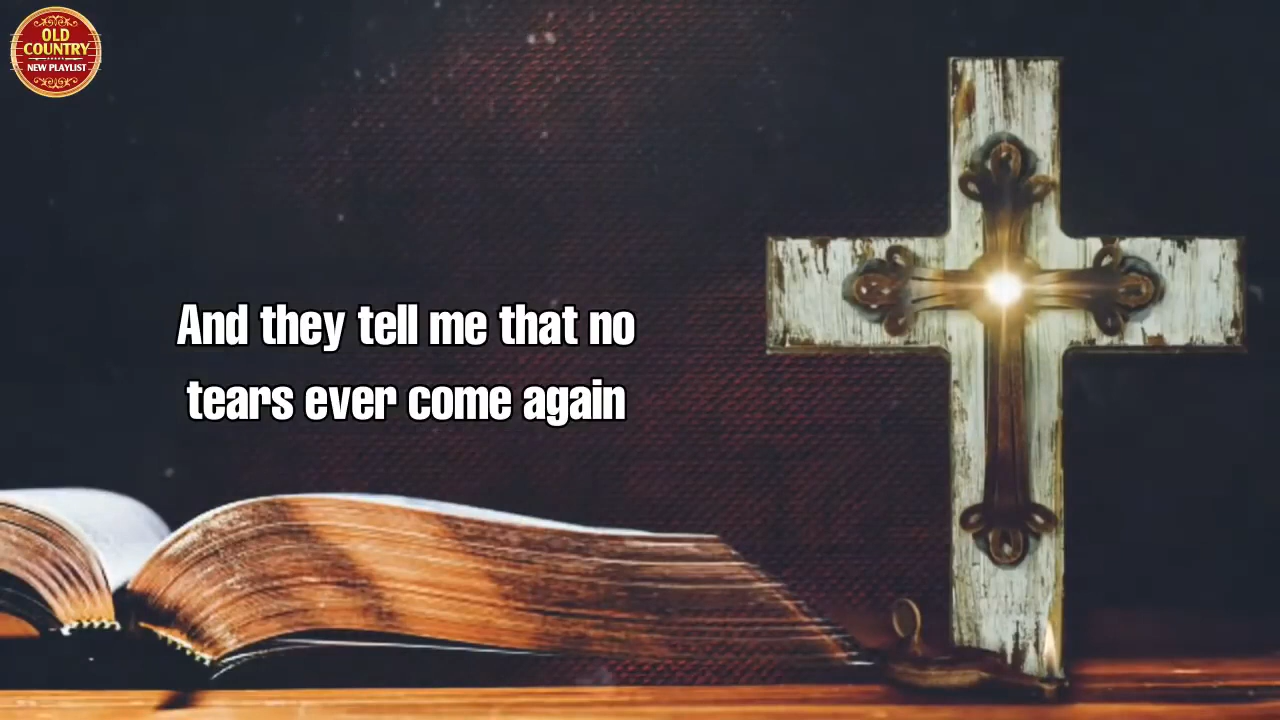 OLD
COUNTRY
NEW PLAYLIST
And they tell me that no
tears ever come again